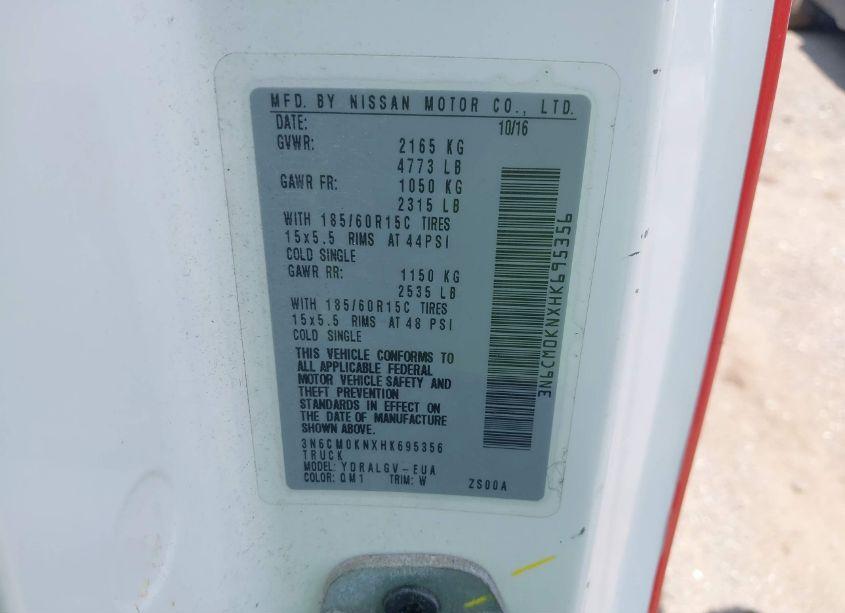 MFD. BY NISSAN MOTOR CO., LTD.
DATE: 10/16
GVWR: 2165 KG
4773 LB
GAWR FR: 1050 KG
2315 LB
WITH 185/60R15C TIRES
15x5.5 RIMS AT 44PSI
COLD SINGLE
GAWR RR: 1150 KG
2535 LB
WITH 185/60R15C TIRES
15x5.5 RIMS AT 48 PSI
COLD SINGLE
THIS VEHICLE CONFORMS TO
ALL APPLICABLE FEDERAL
MOTOR VEHICLE SAFETY AND
THEFT PREVENTION
STANDARDS IN EFFECT ON
THE DATE OF MANUFACTURE
SHOWN ABOVE.
3N6CM0KNXHK695356
TRUCK
MODEL: YDRALGV-EUA
COLOR: QM1 TRIM: W ZS00A
3N6CM0KNXHK695356